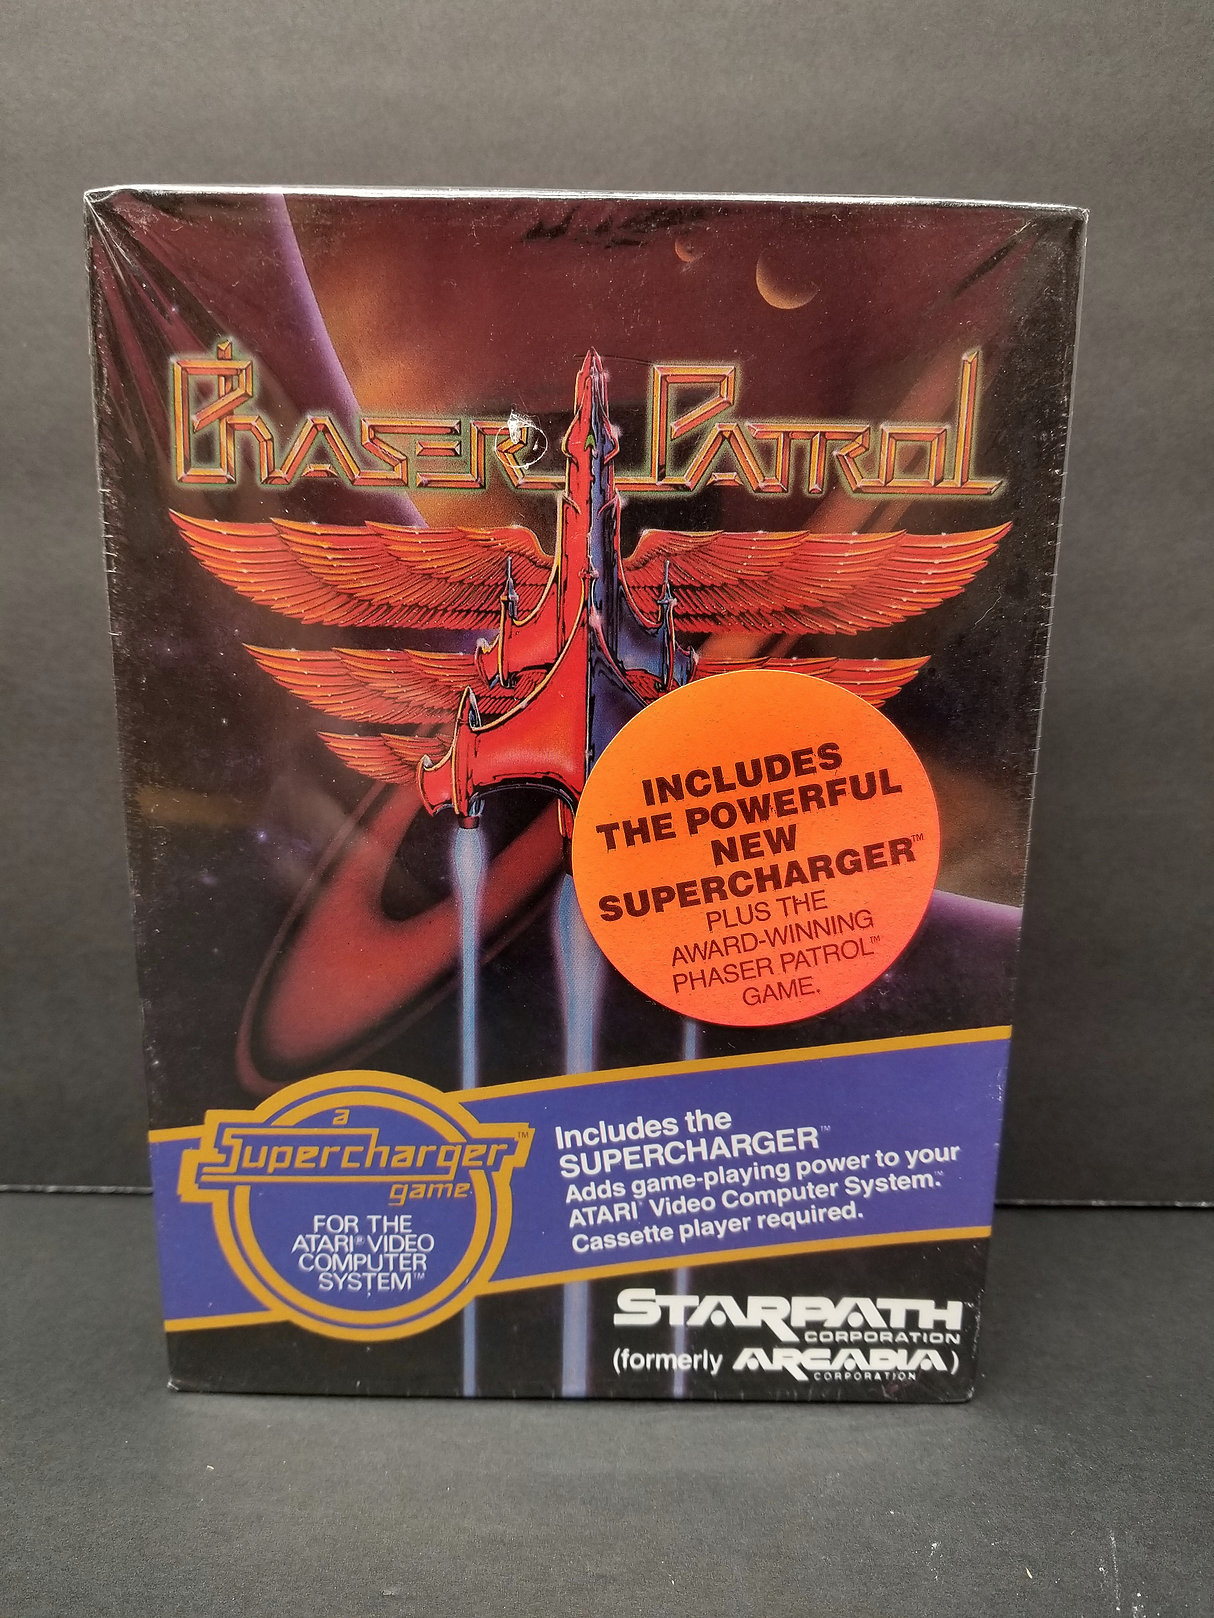 PHASER PATROL
INCLUDES
THE POWERFUL
NEW
SUPERCHARGER™
PLUS THE
AWARD-WINNING
PHASER PATROL™
GAME.
a
Supercharger™
game
FOR THE
ATARI® VIDEO
COMPUTER
SYSTEM™
Includes the
SUPERCHARGER™
Adds game-playing power to your
ATARI® Video Computer System.™
Cassette player required.
STARPATH
CORPORATION
(formerly ARCADIA)
CORPORATION